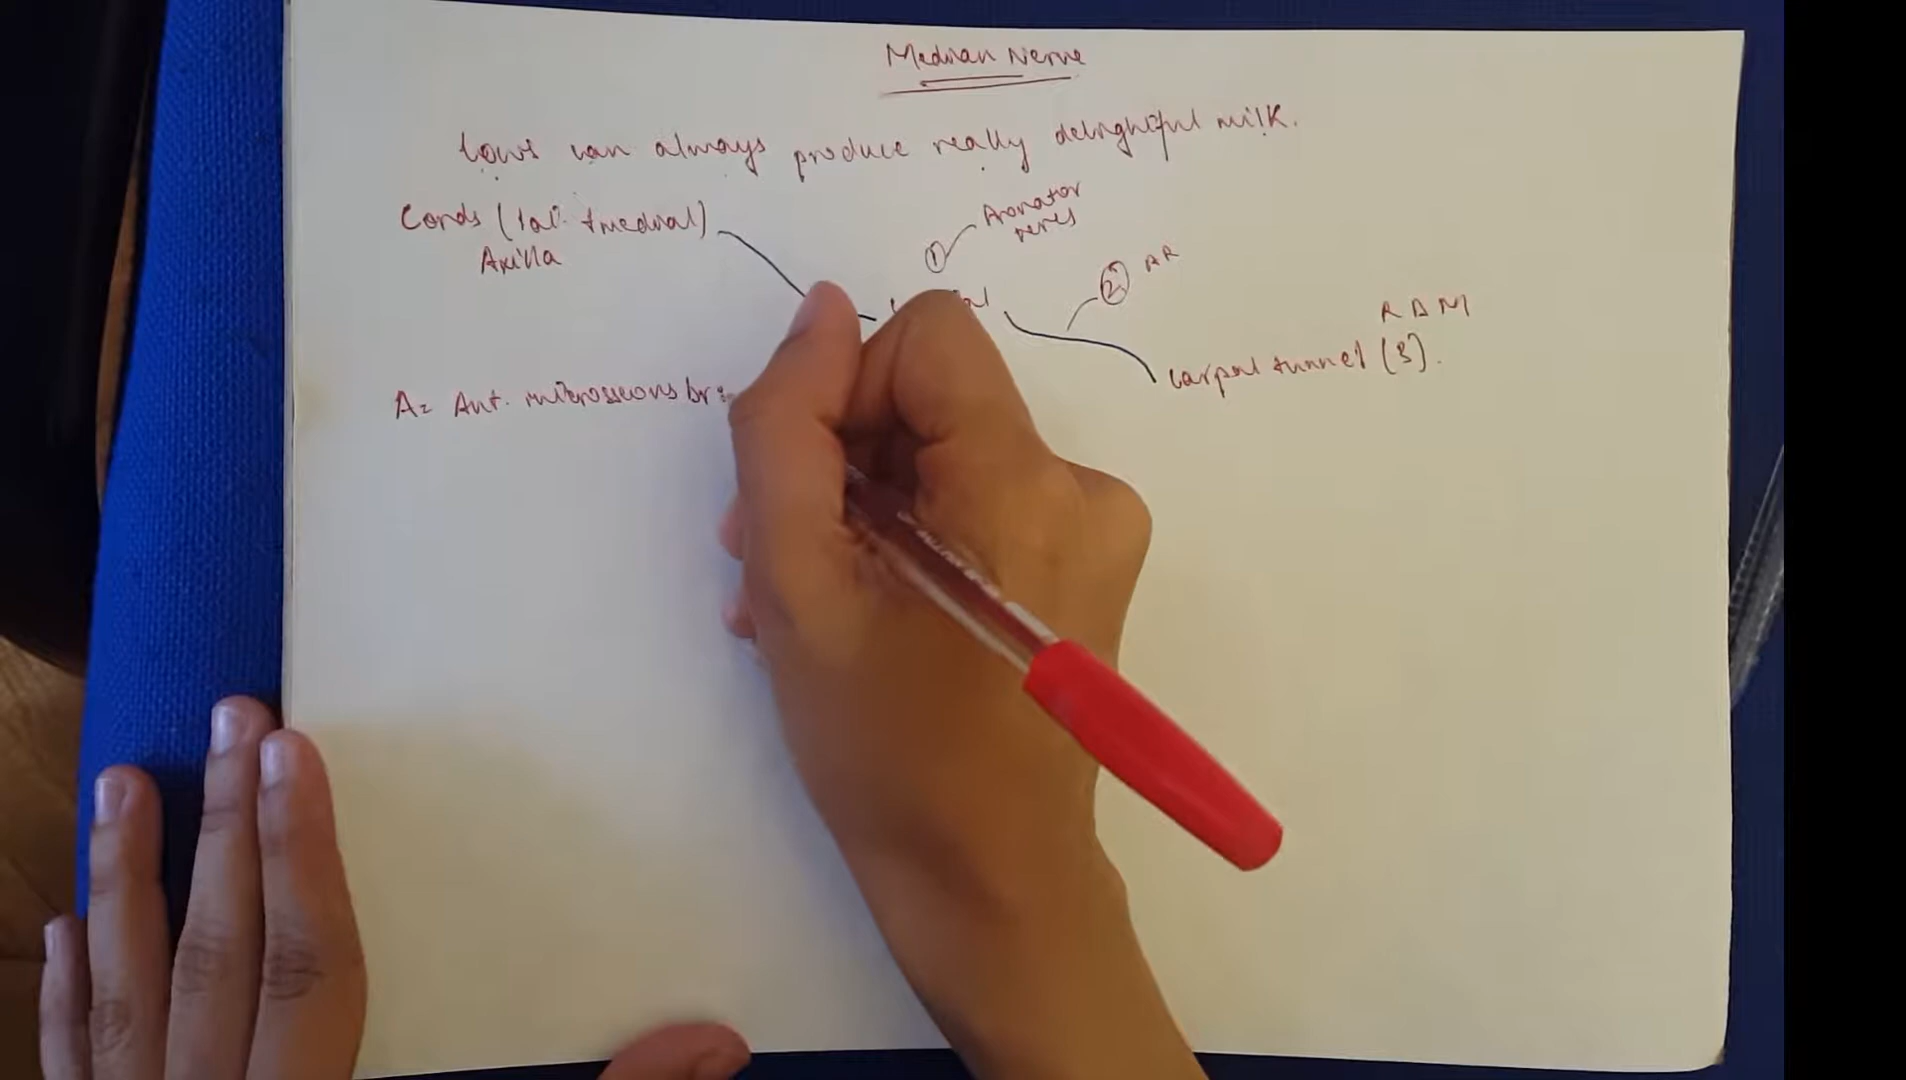 Median Nerve
Cows can always produce really delightful milk.
Cords (lat. + medial)
Axilla
① Pronator
teres
② AR
RDM
Carpal tunnel (3).
A= Ant. interosseous br: